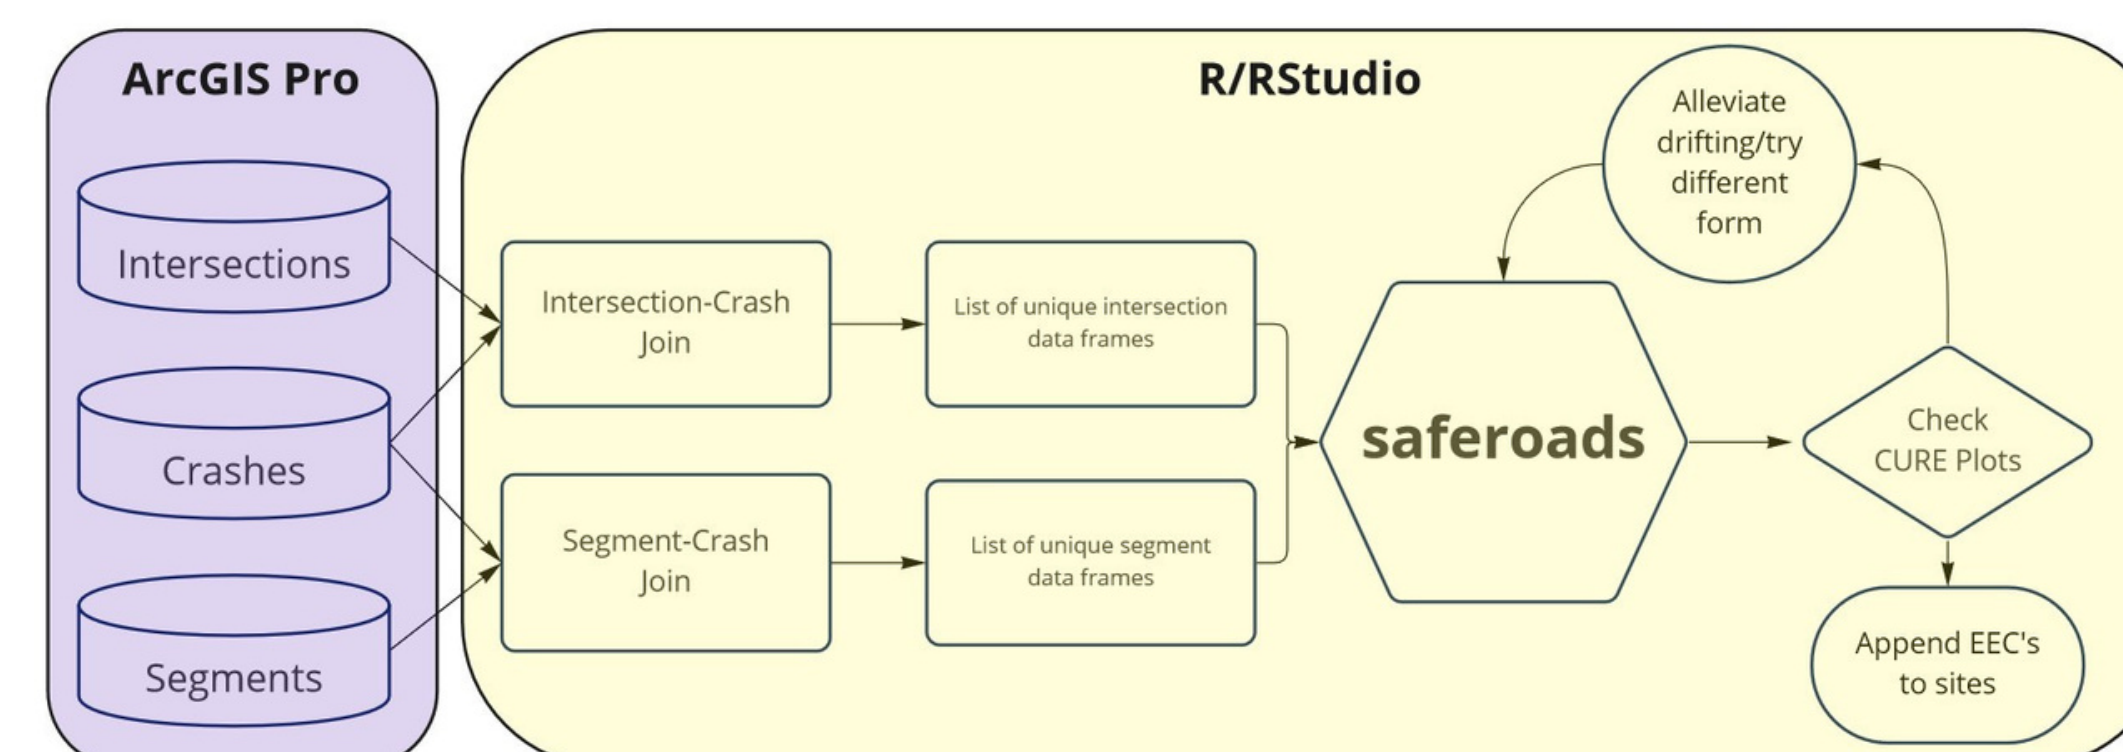 ArcGIS Pro
Intersections
Crashes
Segments
R/RStudio
Intersection-Crash
Join
List of unique intersection
data frames
Segment-Crash
Join
List of unique segment
data frames
saferoads
Alleviate
drifting/try
different
form
Check
CURE Plots
Append EEC's
to sites